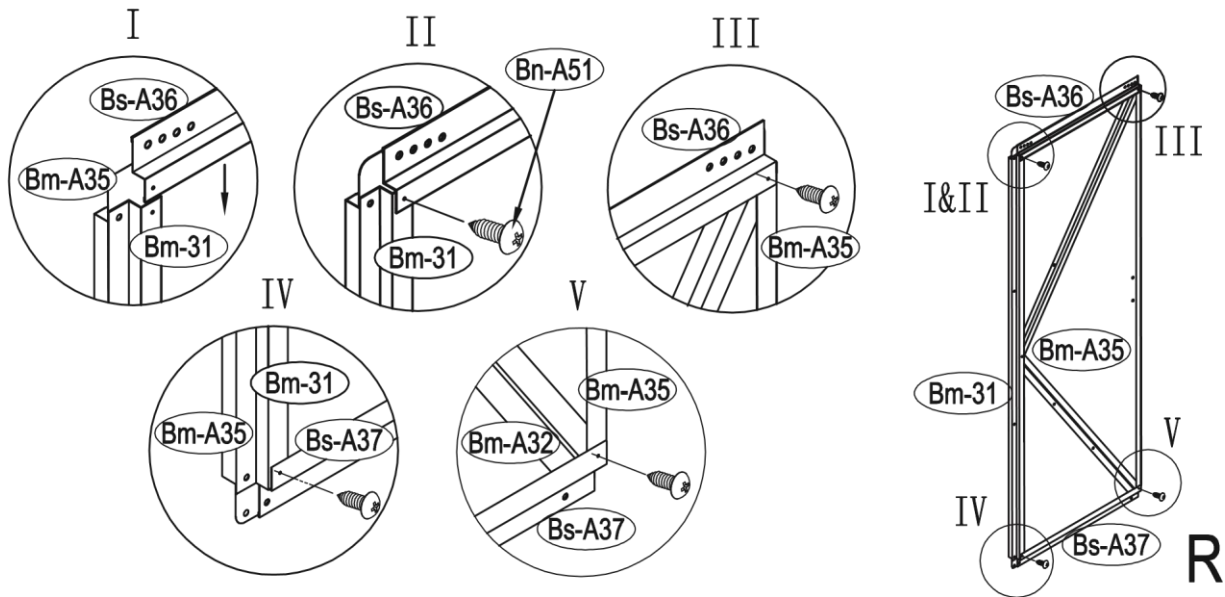 I
Bs-A36
Bm-A35
Bm-31
II
Bn-A51
Bs-A36
Bm-31
III
Bs-A36
Bm-A35
IV
Bm-31
Bm-A35
Bs-A37
V
Bm-A35
Bm-A32
Bs-A37
Bs-A36
III
I&II
Bm-A35
Bm-31
V
IV
Bs-A37
R